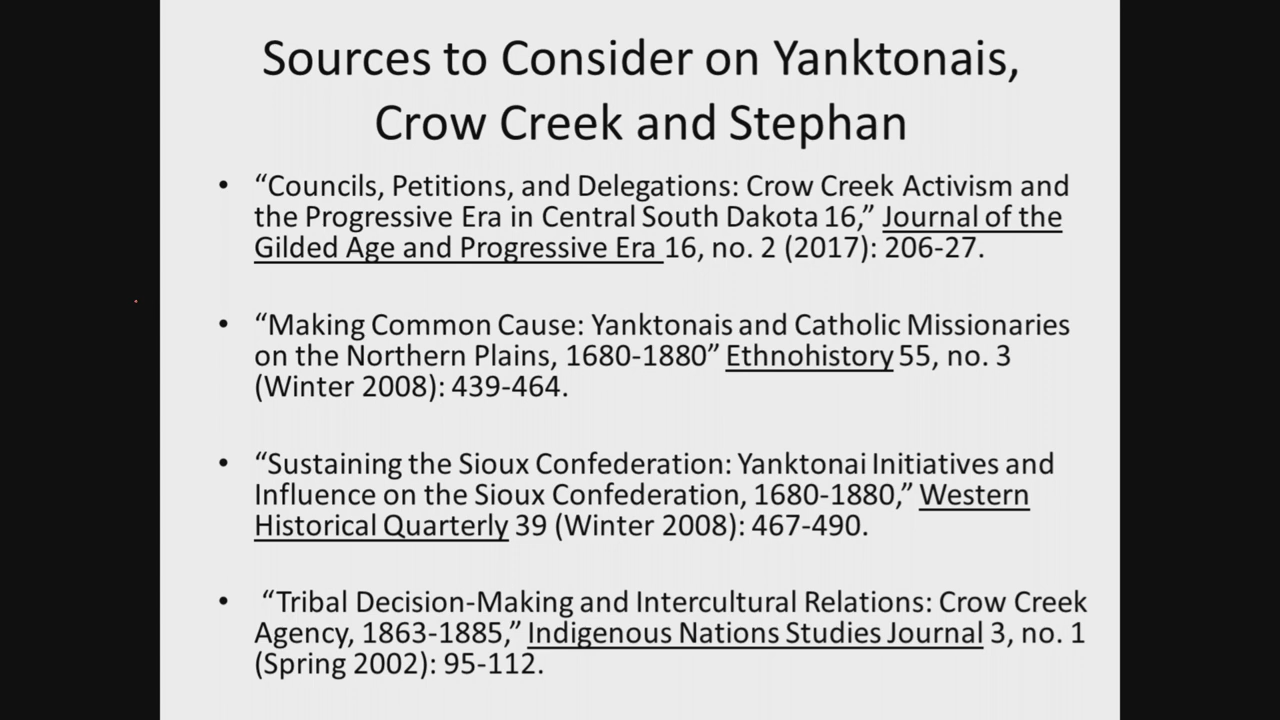 Sources to Consider on Yanktonais,
Crow Creek and Stephan
• “Councils, Petitions, and Delegations: Crow Creek Activism and
the Progressive Era in Central South Dakota 16,” Journal of the
Gilded Age and Progressive Era 16, no. 2 (2017): 206-27.
• “Making Common Cause: Yanktonais and Catholic Missionaries
on the Northern Plains, 1680-1880” Ethnohistory 55, no. 3
(Winter 2008): 439-464.
• “Sustaining the Sioux Confederation: Yanktonai Initiatives and
Influence on the Sioux Confederation, 1680-1880,” Western
Historical Quarterly 39 (Winter 2008): 467-490.
• “Tribal Decision-Making and Intercultural Relations: Crow Creek
Agency, 1863-1885,” Indigenous Nations Studies Journal 3, no. 1
(Spring 2002): 95-112.